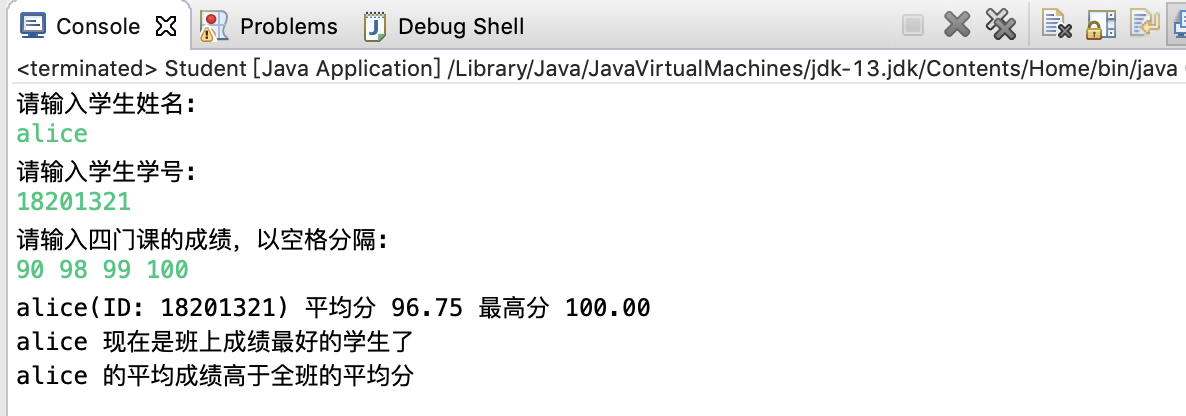 Console Problems Debug Shell
<terminated> Student [Java Application] /Library/Java/JavaVirtualMachines/jdk-13.jdk/Contents/Home/bin/java
请输入学生姓名:
alice
请输入学生学号:
18201321
请输入四门课的成绩，以空格分隔:
90 98 99 100
alice(ID: 18201321) 平均分 96.75 最高分 100.00
alice 现在是班上成绩最好的学生了
alice 的平均成绩高于全班的平均分